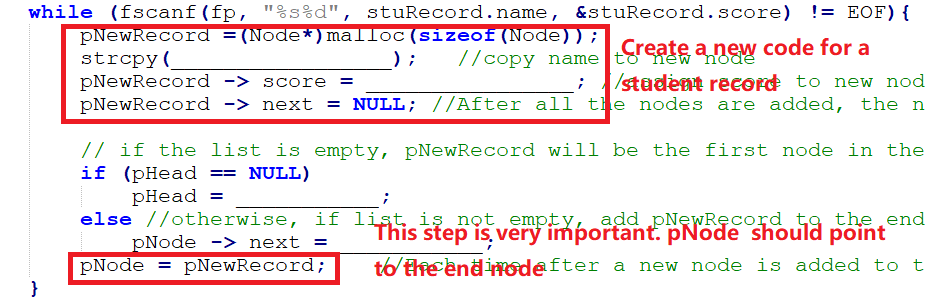 while (fscanf(fp, "%s%d", stuRecord.name, &stuRecord.score) != EOF){
pNewRecord =(Node*)malloc(sizeof(Node));
strcpy(___________________); //copy name to new node
pNewRecord -> score = __________________; //assign score to new nod
pNewRecord -> next = NULL; //After all the nodes are added, the n
Create a new code for a
student record
// if the list is empty, pNewRecord will be the first node in the
if (pHead == NULL)
pHead = ____________;
else //otherwise, if list is not empty, add pNewRecord to the end
pNode -> next = ____________;
This step is very important. pNode should point
to the end node
pNode = pNewRecord; //Each time after a new node is added to t
}